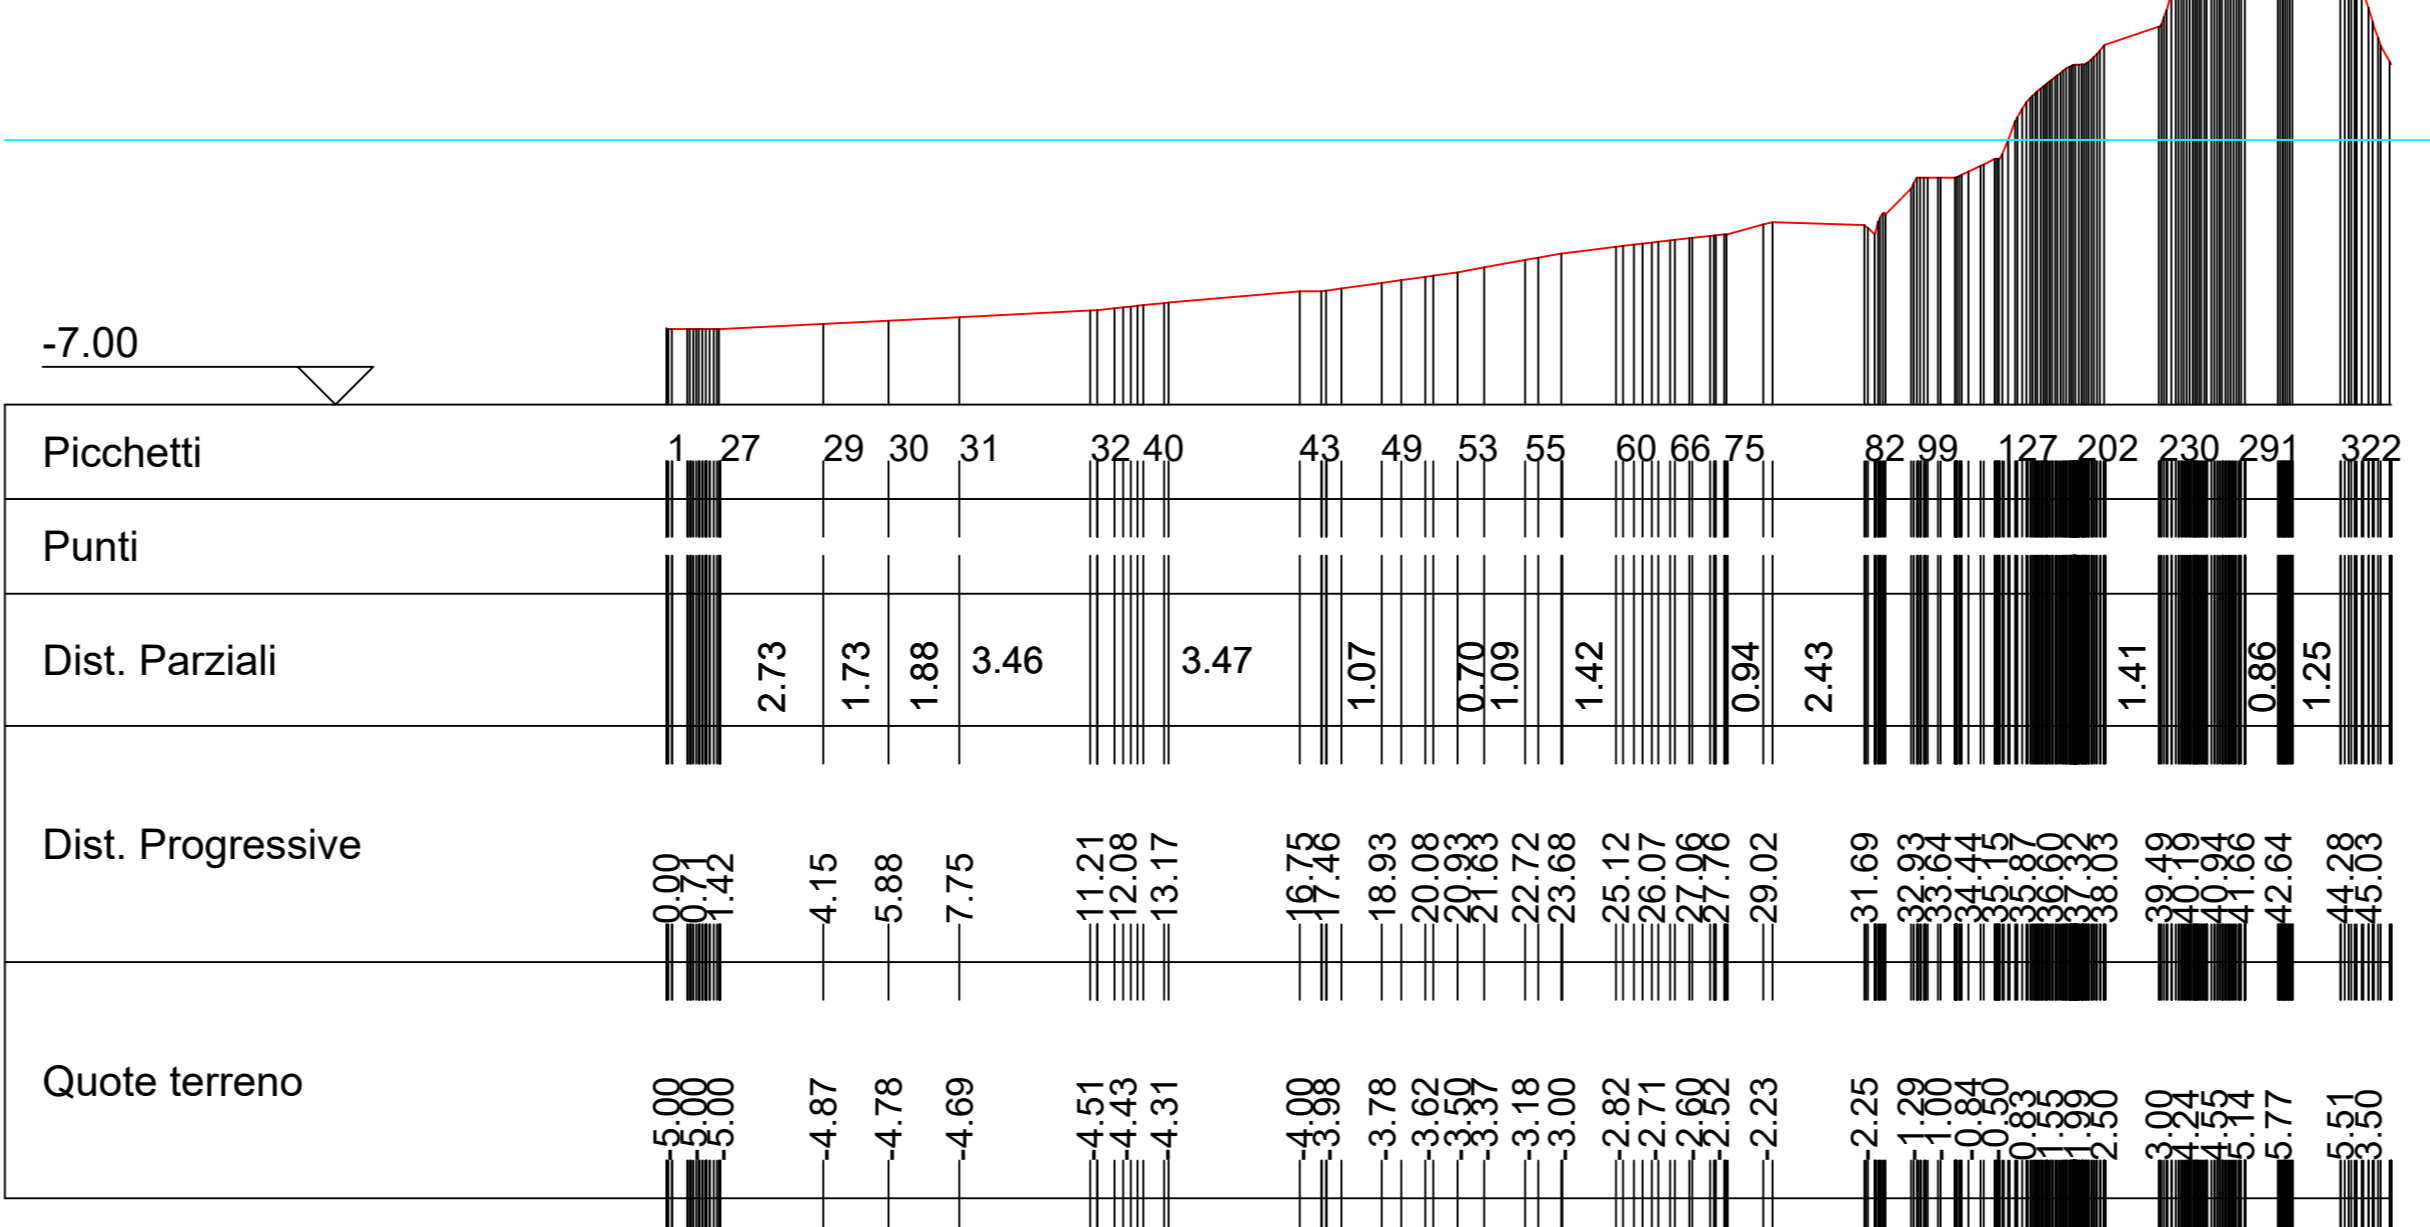 -7.00
Picchetti 1 27 29 30 31 32 40 43 49 53 55 60 66 75 82 99 127 202 230 291 322
Punti
Dist. Parziali 2.73 1.73 1.88 3.46 3.47 1.07 0.70 1.09 1.42 0.94 2.43 1.41 0.86 1.25
Dist. Progressive 0.00 0.71 1.42 4.15 5.88 7.75 11.21 12.08 13.17 16.75 17.46 18.93 20.08 20.93 21.63 22.72 23.68 25.12 26.07 27.06 27.76 29.02 31.69 32.93 33.64 34.44 35.15 35.87 36.60 37.32 38.03 39.49 40.19 40.94 41.66 42.64 44.28 45.03
Quote terreno -5.00 -5.00 -5.00 -4.87 -4.78 -4.69 -4.51 -4.43 -4.31 -4.00 -3.98 -3.78 -3.62 -3.50 -3.37 -3.18 -3.00 -2.82 -2.71 -2.60 -2.52 -2.23 -2.25 -1.29 -1.00 -0.84 -0.50 0.83 1.55 1.99 2.50 3.00 4.24 4.55 5.14 5.77 5.51 3.50